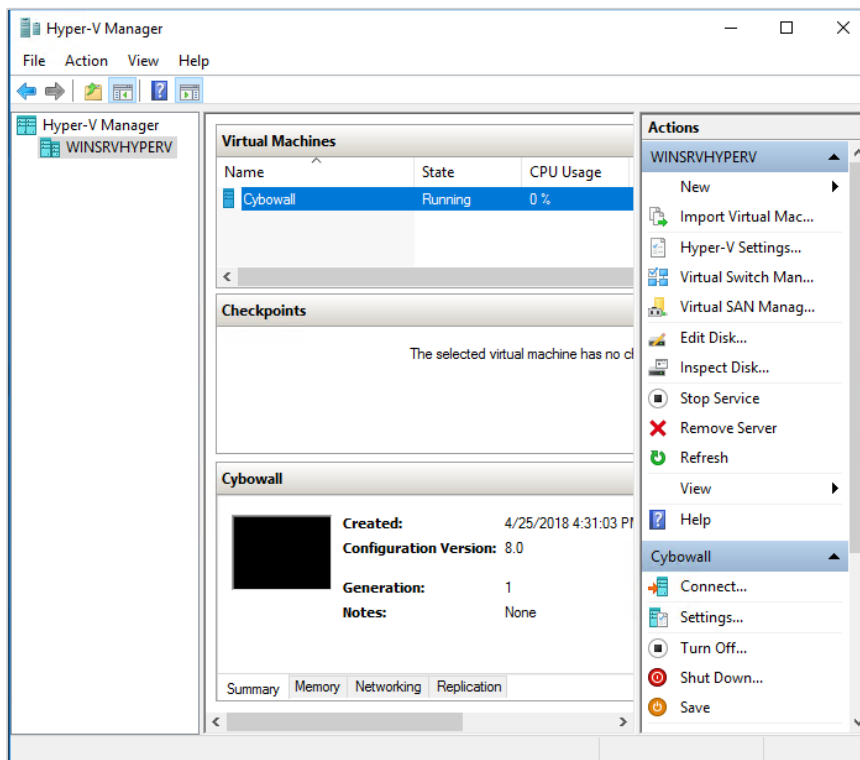 Hyper-V Manager
File Action View Help
Hyper-V Manager
WINSRVHYPERV
Virtual Machines
Name State CPU Usage
Cybowall Running 0 %
Checkpoints
The selected virtual machine has no
Cybowall
Created: 4/25/2018 4:31:03
Configuration Version: 8.0
Generation: 1
Notes: None
Summary Memory Networking Replication
Actions
WINSRVHYPERV
New
Import Virtual Mac...
Hyper-V Settings...
Virtual Switch Man...
Virtual SAN Manag...
Edit Disk...
Inspect Disk...
Stop Service
Remove Server
Refresh
View
Help
Cybowall
Connect...
Settings...
Turn Off...
Shut Down...
Save